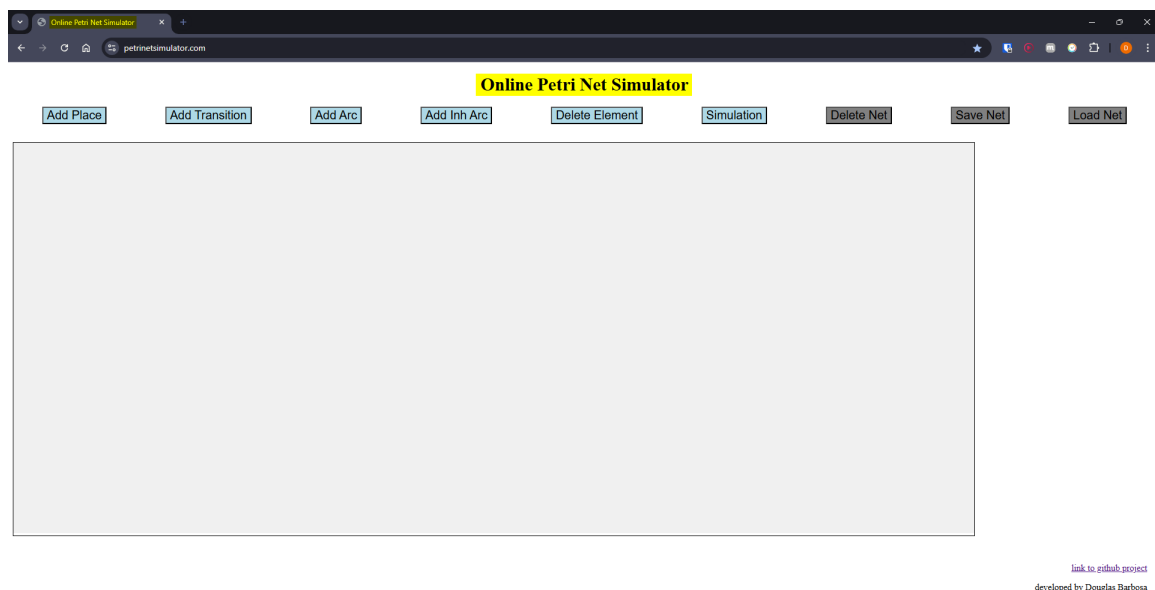 Online Petri Net Simulator
petrinetsimulator.com
Online Petri Net Simulator
Add Place Add Transition Add Arc Add Inh Arc Delete Element Simulation Delete Net Save Net Load Net
link to github project
developed by Douglas Barbosa